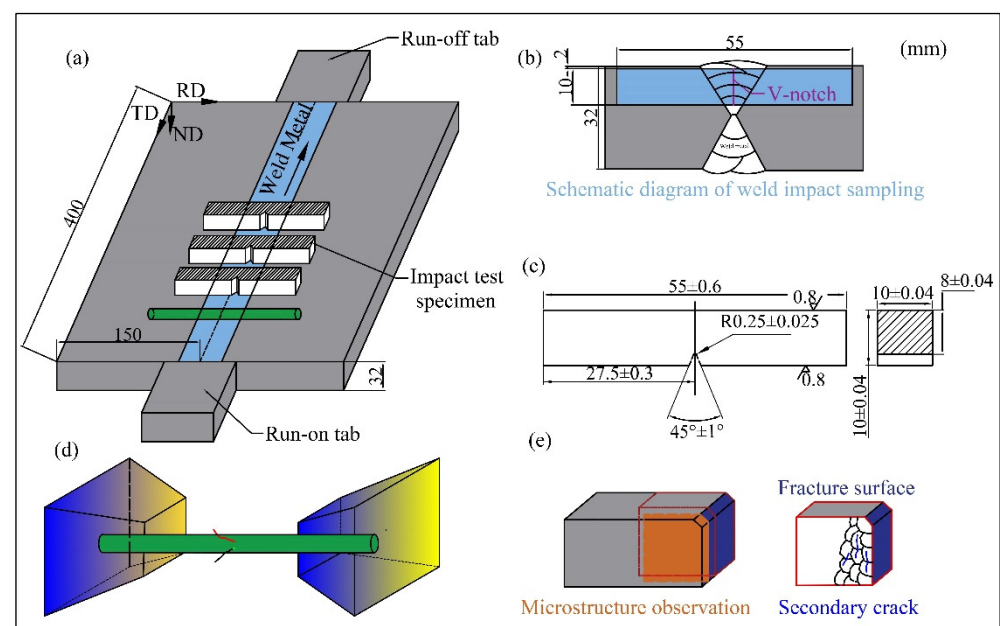 (a)
Run-off tab
RD
TD
ND
Weld Metal
400
150
32
Impact test
specimen
Run-on tab
(b)
55
(mm)
2
10
32
V-notch
Weld metal
Schematic diagram of weld impact sampling
(c)
55±0.6
0.8
R0.25±0.025
27.5±0.3
0.8
45°±1°
10±0.04
8±0.04
10±0.04
(d)
(e)
Fracture surface
Microstructure observation
Secondary crack